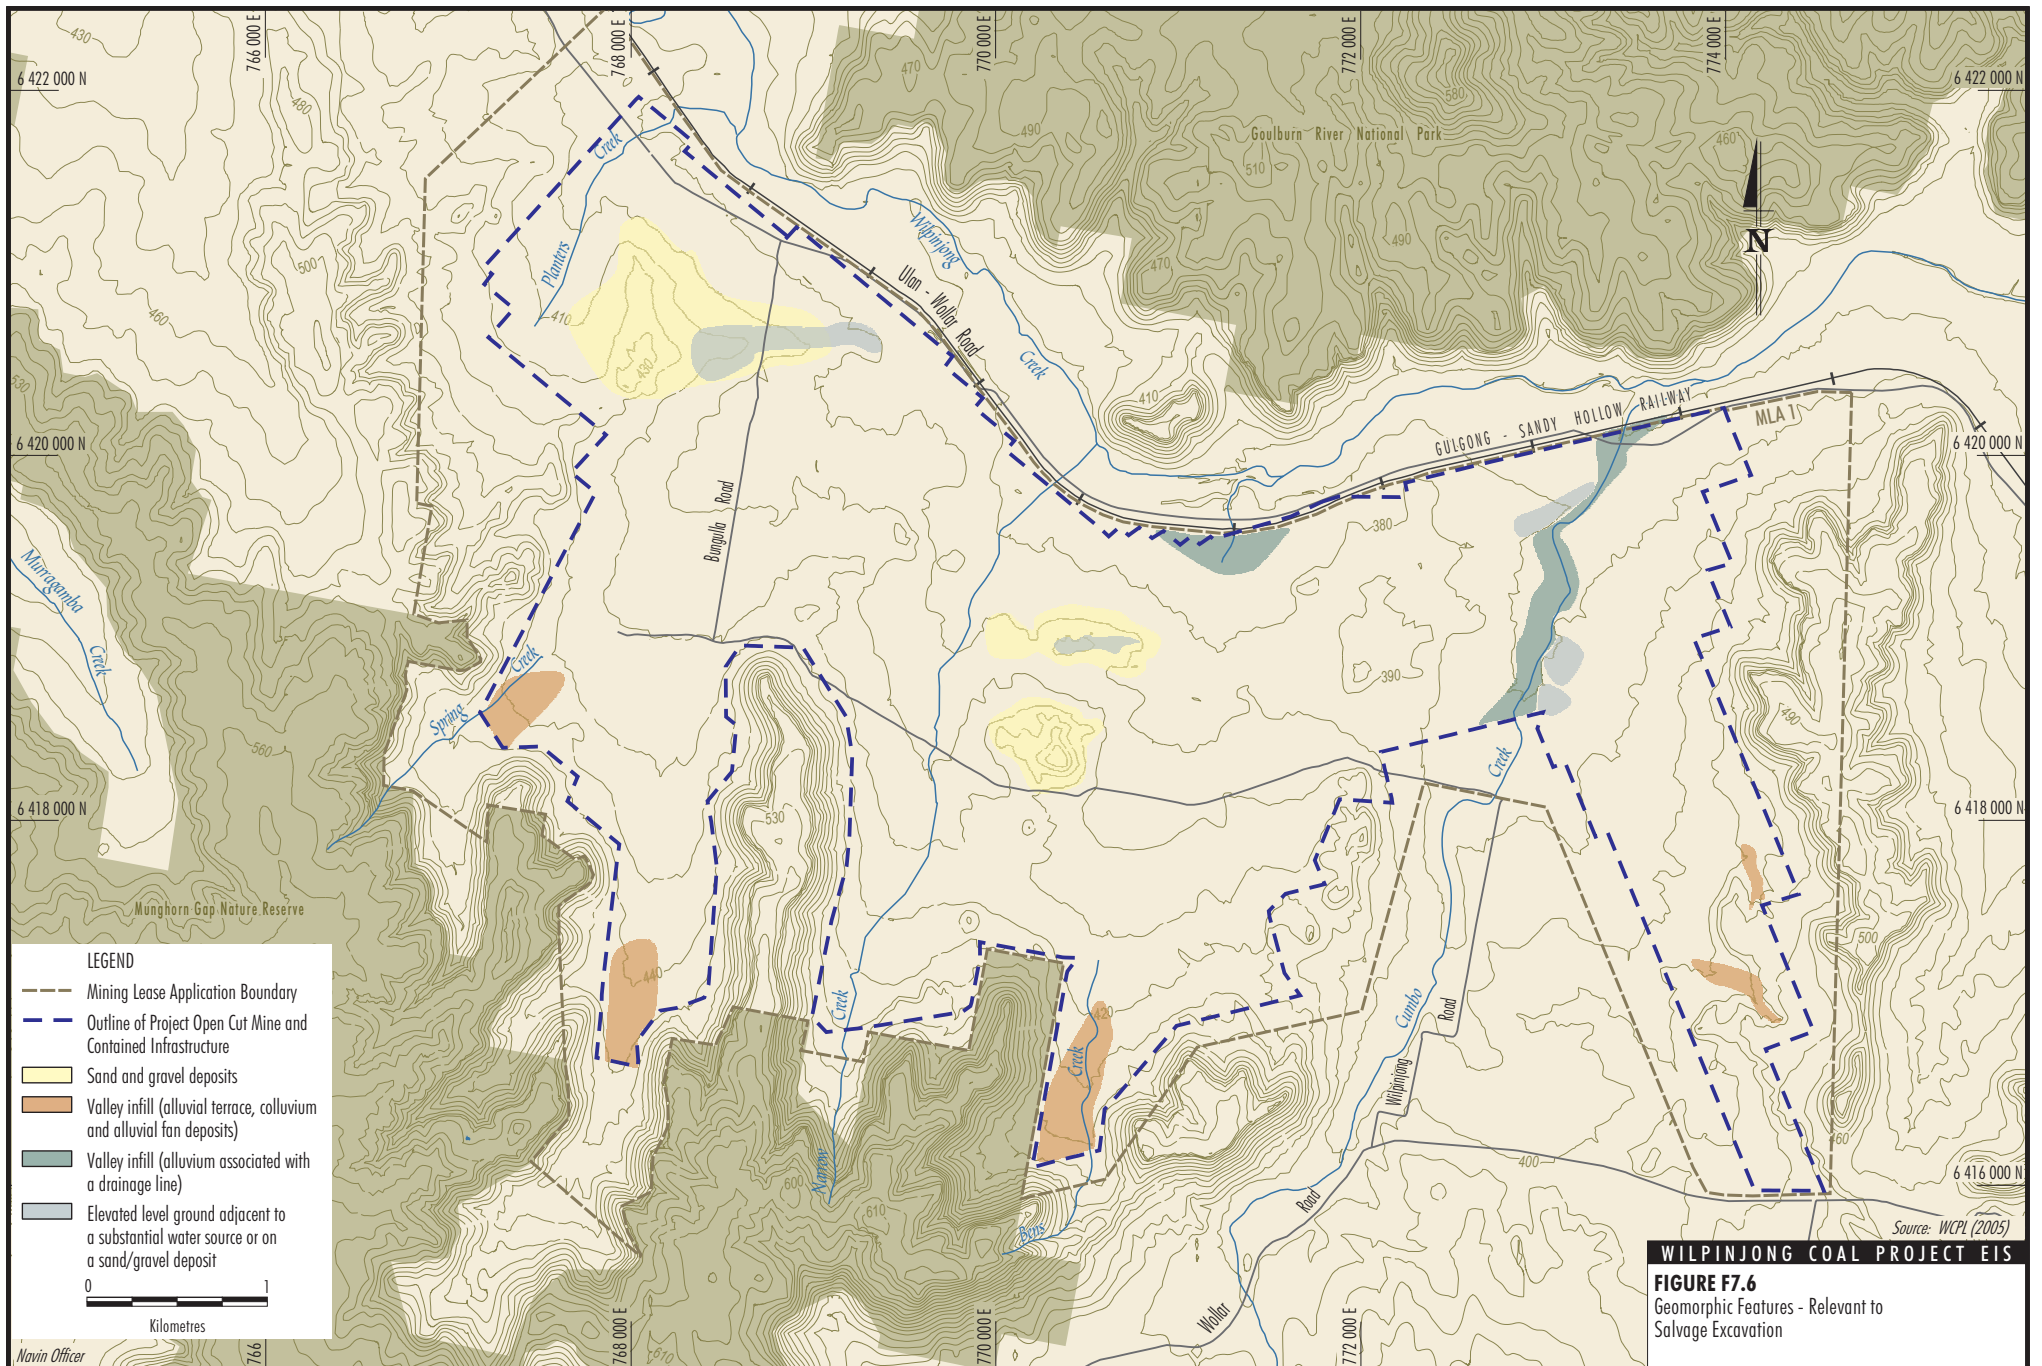 766 000 E
768 000 E
770 000 E
772 000 E
774 000 E
6 422 000 N
6 422 000 N
430
480
470
490
580
460
Goulburn River National Park
510
490
470
N
Creek
Planters
Wilpinjong
Creek
500
460
410
430
Ulan - Wollar Road
410
530
GULGONG - SANDY HOLLOW RAILWAY
MLA 1
6 420 000 N
6 420 000 N
Bungulla Road
380
Murragamba
Creek
Spring
Creek
390
490
560
Creek
530
6 418 000 N
6 418 000 N
Munghorn Gap Nature Reserve
500
440
Creek
420
Creek
Cumbo
Road
Wilpinjong
460
400
600
Narrow
610
Bens
Road
Wollar
6 416 000 N
LEGEND
Mining Lease Application Boundary
Outline of Project Open Cut Mine and
Contained Infrastructure
Sand and gravel deposits
Valley infill (alluvial terrace, colluvium
and alluvial fan deposits)
Valley infill (alluvium associated with
a drainage line)
Elevated level ground adjacent to
a substantial water source or on
a sand/gravel deposit
0 1
Kilometres
Navin Officer
766
768 000 E
610
770 000 E
772 000 E
Source: WCPL (2005)
WILPINJONG COAL PROJECT EIS
FIGURE F7.6
Geomorphic Features - Relevant to
Salvage Excavation